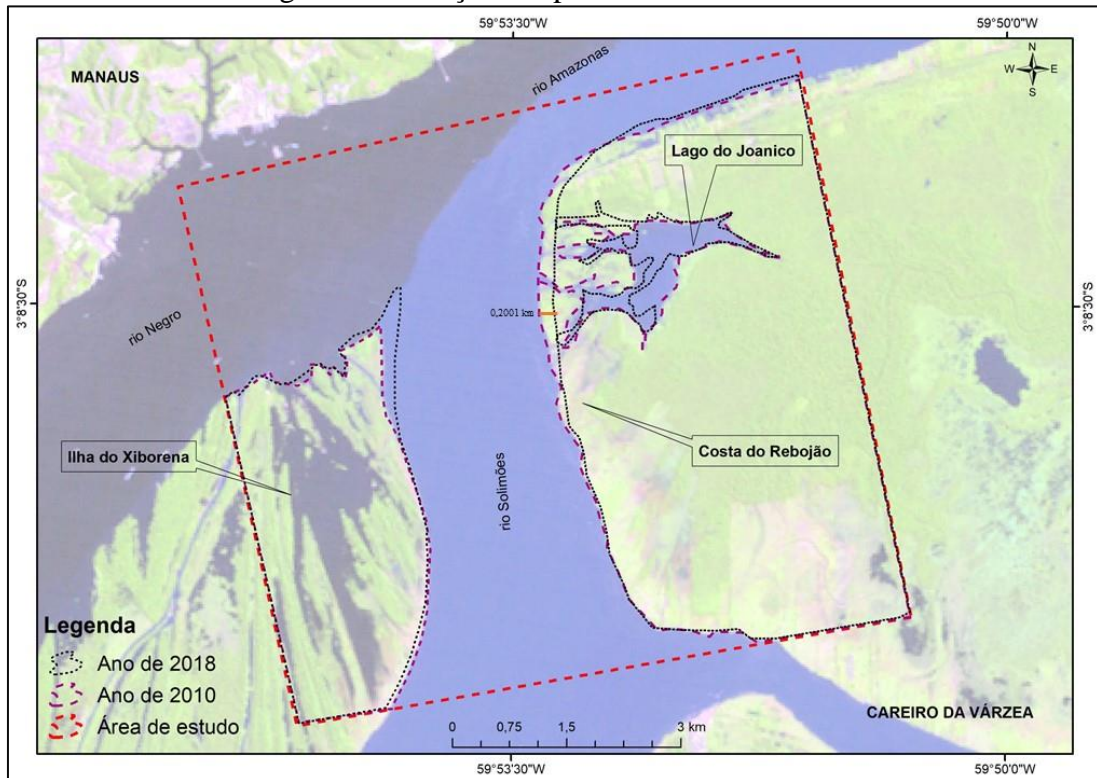 59°53'30"W
59°50'0"W
MANAUS
rio Amazonas
N
W E
S
Lago do Joanico
3°8'30"S
3°8'30"S
0,2001 km
rio Negro
Ilha do Xiborena
Costa do Rebojão
rio Solimões
Legenda
Ano de 2018
Ano de 2010
Área de estudo
0 0,75 1,5 3 km
CAREIRO DA VÁRZEA
59°53'30"W
59°50'0"W